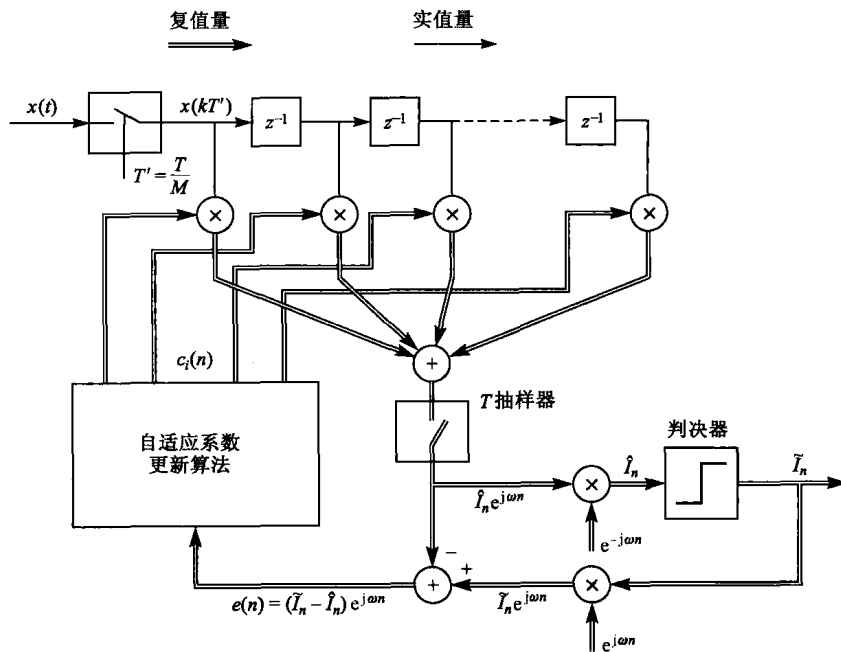 复值量
实值量
x(t)
x(kT′)
z⁻¹
z⁻¹
z⁻¹
T′ = T/M
×
×
×
×
c_i(n)
+
T抽样器
自适应系数
更新算法
判决器
Î_n
Ĩ_n
Î_n e^{jωn}
×
e^{-jωn}
−
+
+
×
e(n) = (Ĩ_n − Î_n) e^{jωn}
Ĩ_n e^{jωn}
e^{jωn}